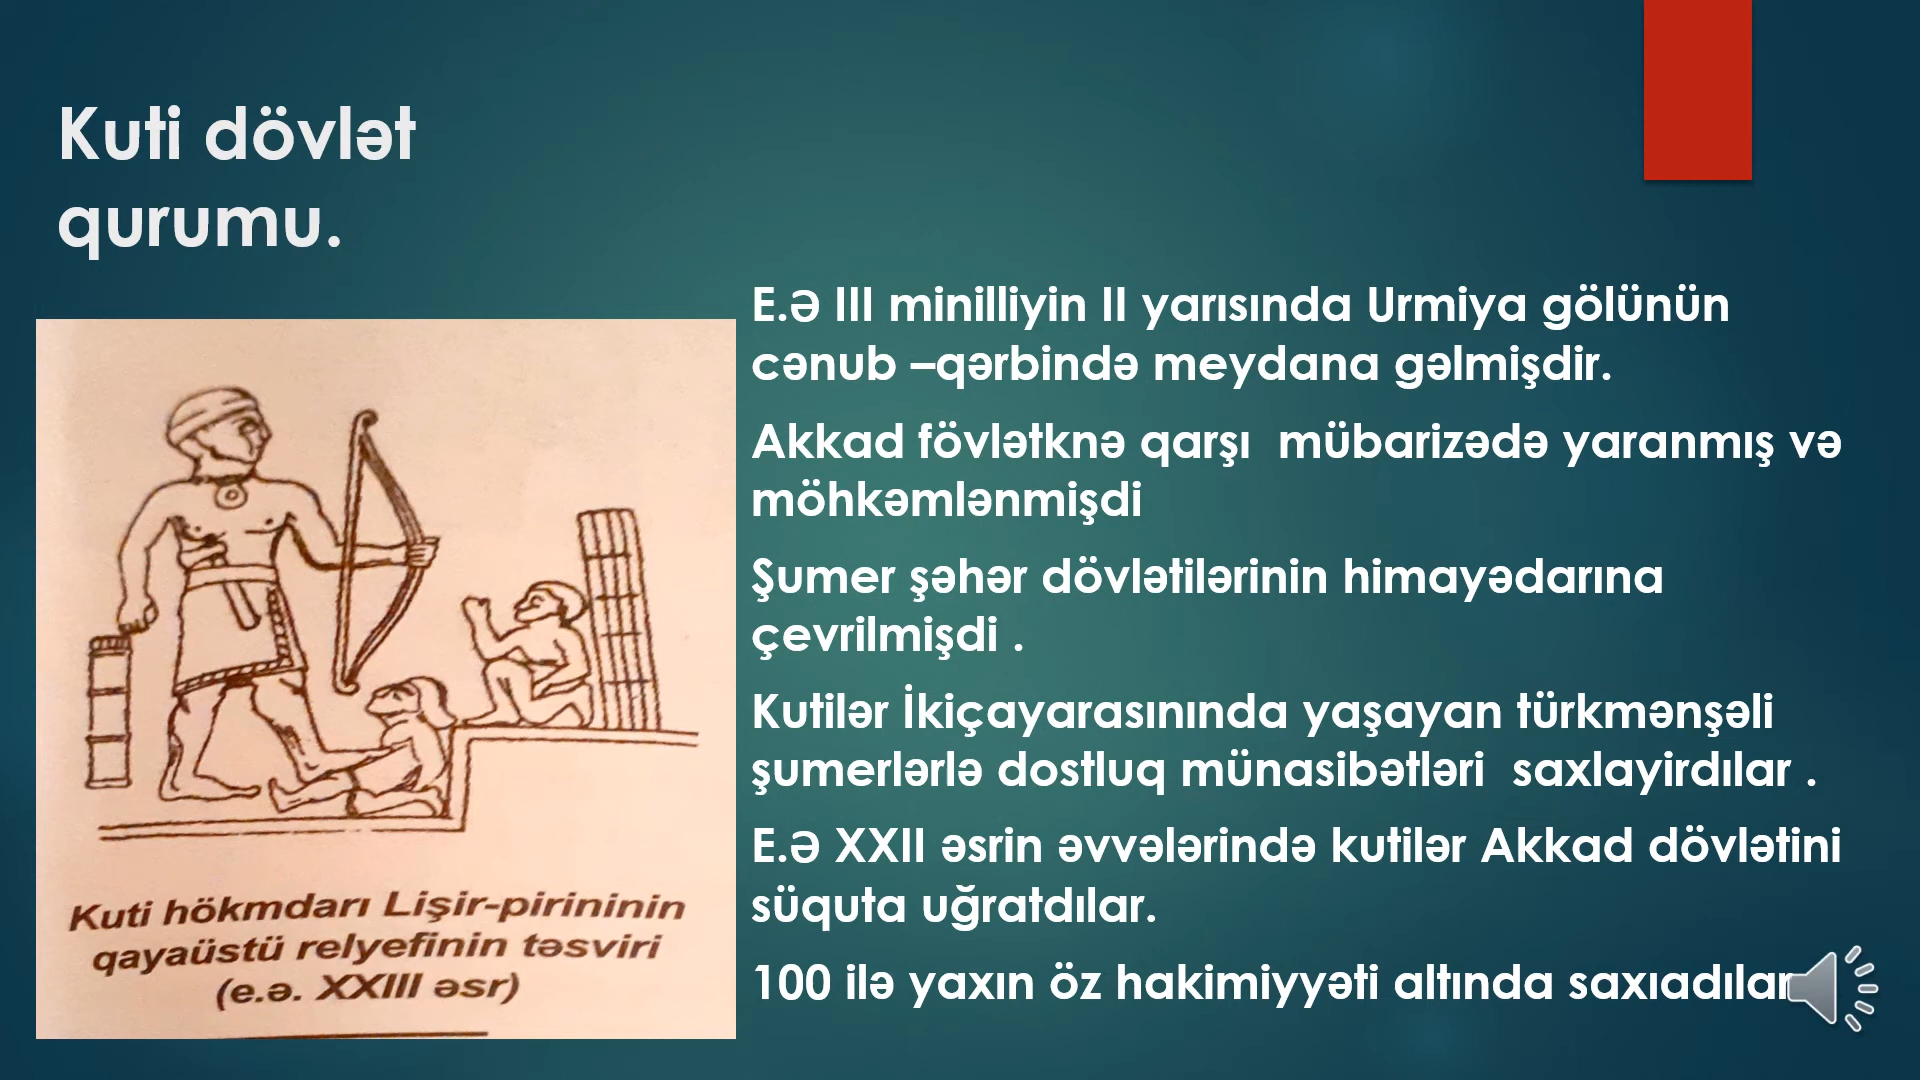 Kuti dövlət
qurumu.
E.Ə III minilliyin II yarısında Urmiya gölünün
cənub –qərbində meydana gəlmişdir.
Akkad fövlətknə qarşı  mübarizədə yaranmış və
möhkəmlənmişdi
Şumer şəhər dövlətilərinin himayədarına
çevrilmişdi .
Kutilər İkiçayarasınında yaşayan türkmənşəli
şumerlərlə dostluq münasibətləri  saxlayirdılar .
E.Ə XXII əsrin əvvələrində kutilər Akkad dövlətini
süquta uğratdılar.
100 ilə yaxın öz hakimiyyəti altında saxıadılar
Kuti hökmdarı Lişir-pirininin
qayaüstü relyefinin təsviri
(e.ə. XXIII əsr)